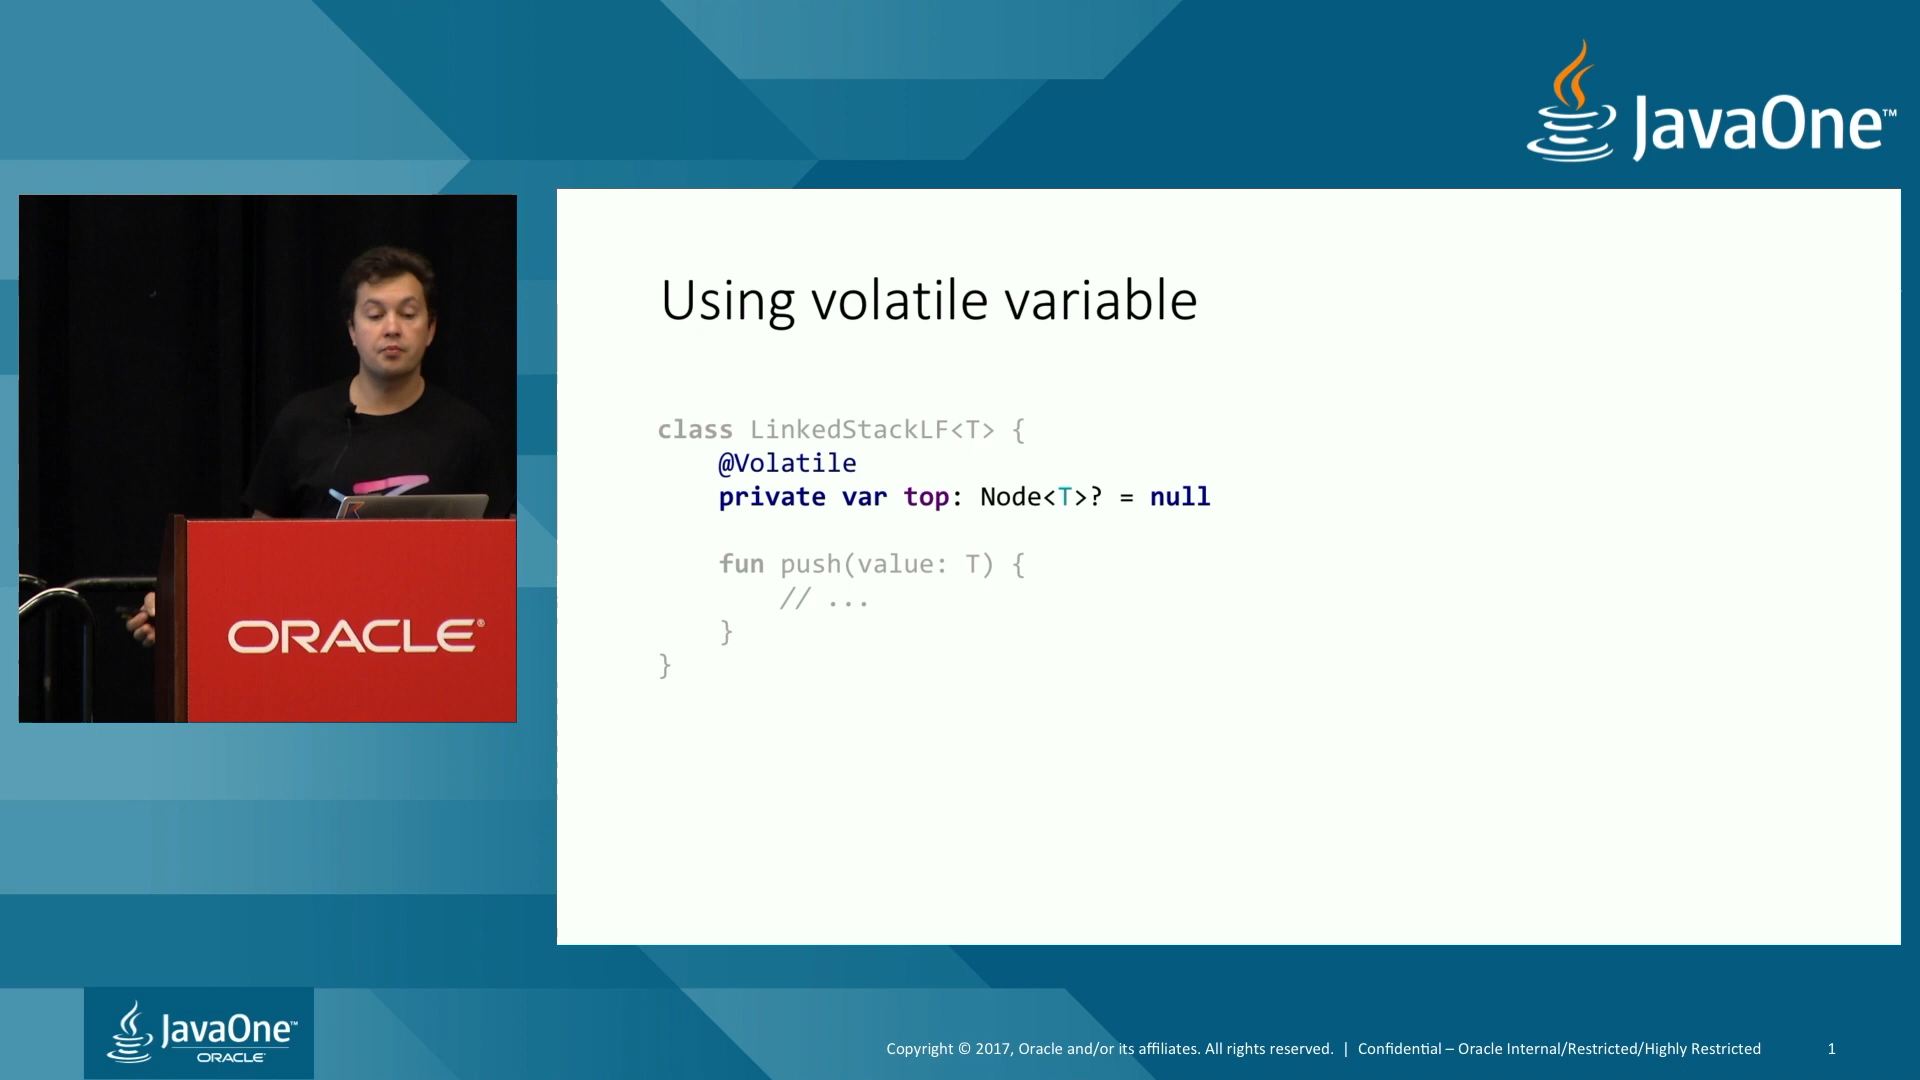 JavaOne™
Using volatile variable
class LinkedStackLF<T> {
@Volatile
private var top: Node<T>? = null
fun push(value: T) {
// ...
}
}
ORACLE®
JavaOne™
ORACLE®
Copyright © 2017, Oracle and/or its affiliates. All rights reserved. | Confidential – Oracle Internal/Restricted/Highly Restricted 1